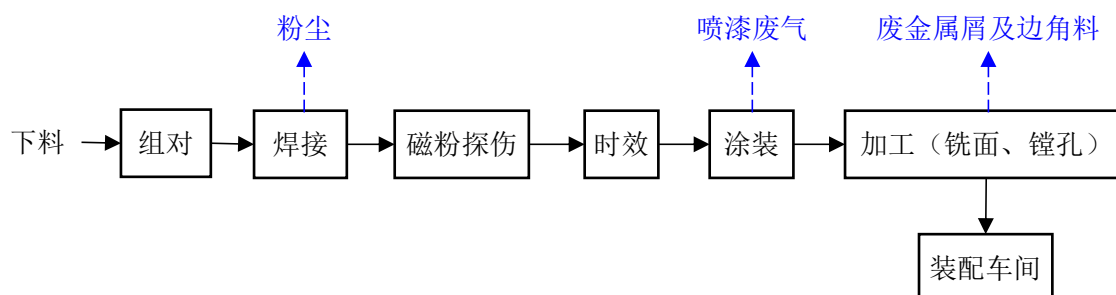 粉尘
喷漆废气
废金属屑及边角料
下料
组对
焊接
磁粉探伤
时效
涂装
加工（铣面、镗孔）
装配车间